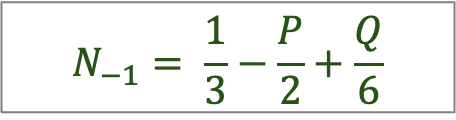 N₋₁ = 1/3 − P/2 + Q/6